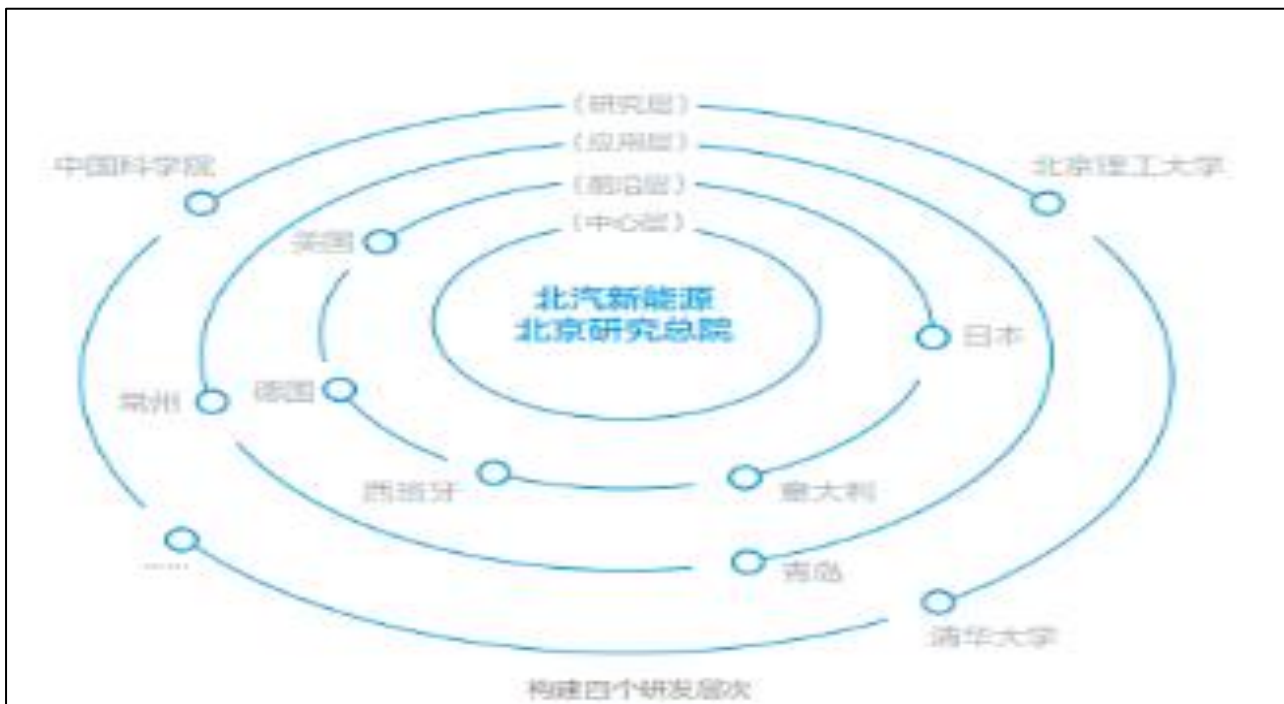 （研究层）
中国科学院
（应用层）
北京理工大学
（前沿层）
（中心层）
美国
北汽新能源
北京研究总院
日本
德国
常州
西班牙
意大利
......
青岛
清华大学
构建四个研发层次